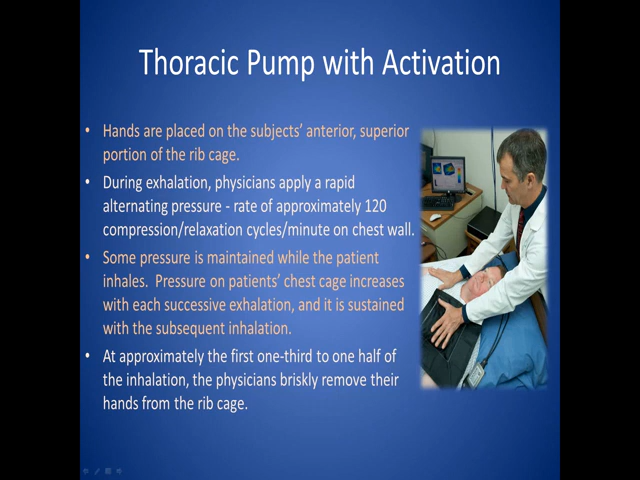 Thoracic Pump with Activation
• Hands are placed on the subjects' anterior, superior
portion of the rib cage.
• During exhalation, physicians apply a rapid
alternating pressure - rate of approximately 120
compression/relaxation cycles/minute on chest wall.
• Some pressure is maintained while the patient
inhales. Pressure on patients' chest cage increases
with each successive exhalation, and it is sustained
with the subsequent inhalation.
• At approximately the first one-third to one half of
the inhalation, the physicians briskly remove their
hands from the rib cage.